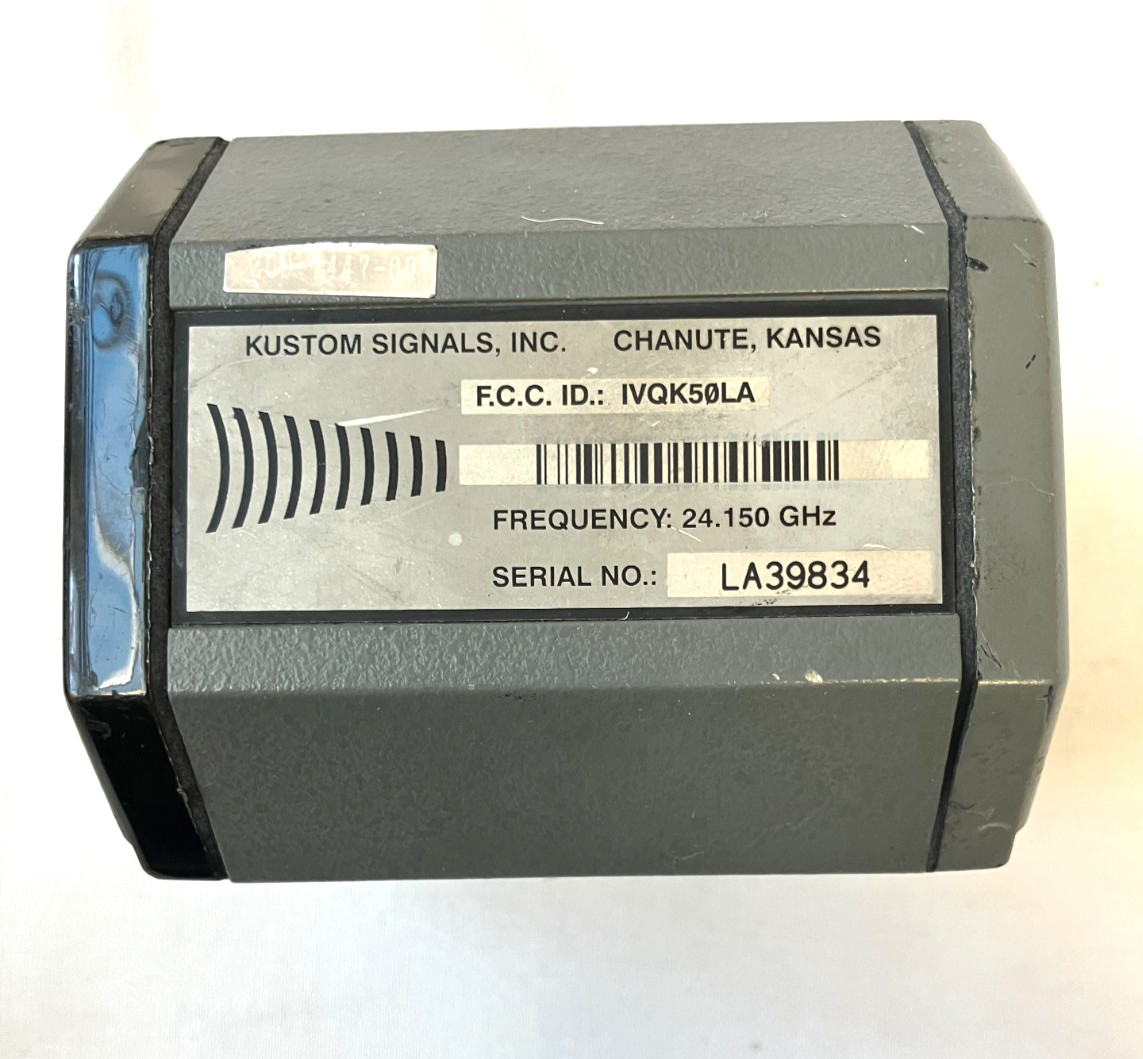 KUSTOM SIGNALS, INC. CHANUTE, KANSAS
F.C.C. ID.: IVQK5ØLA
FREQUENCY: 24.150 GHz
SERIAL NO.: LA39834